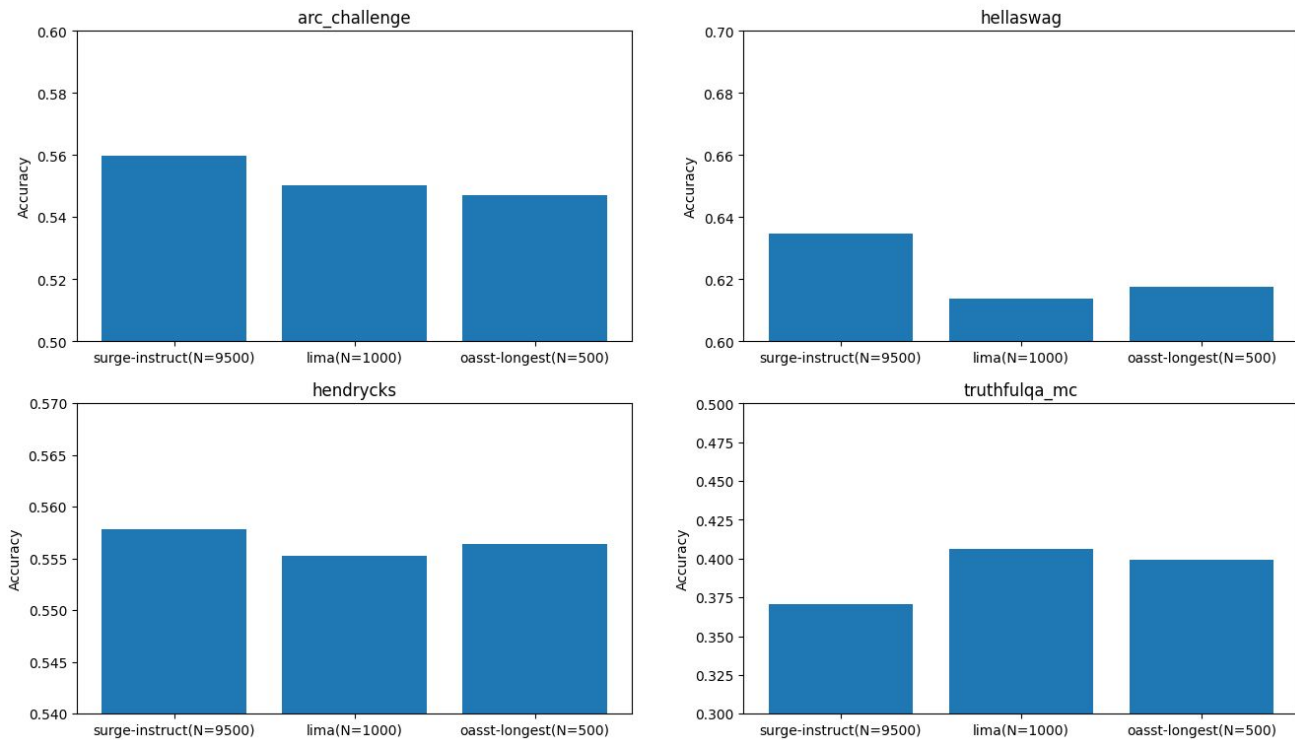 arc_challenge
0.60
0.58
0.56
0.54
0.52
0.50
Accuracy
surge-instruct(N=9500) lima(N=1000) oasst-longest(N=500)
hellaswag
0.70
0.68
0.66
0.64
0.62
0.60
Accuracy
surge-instruct(N=9500) lima(N=1000) oasst-longest(N=500)
hendrycks
0.570
0.565
0.560
0.555
0.550
0.545
0.540
Accuracy
surge-instruct(N=9500) lima(N=1000) oasst-longest(N=500)
truthfulqa_mc
0.500
0.475
0.450
0.425
0.400
0.375
0.350
0.325
0.300
Accuracy
surge-instruct(N=9500) lima(N=1000) oasst-longest(N=500)